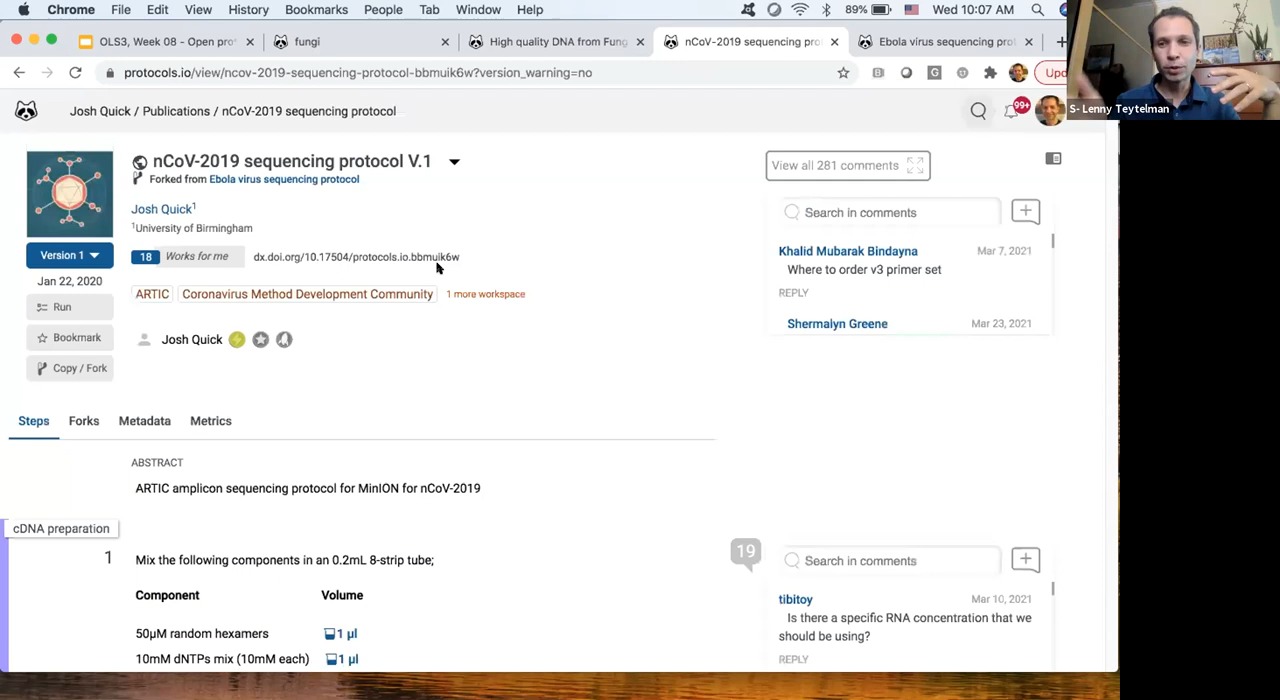 Chrome File Edit View History Bookmarks People Tab Window Help 89% Wed 10:07 AM
OLS3, Week 08 - Open pro
fungi
High quality DNA from Fung
nCoV-2019 sequencing pro
Ebola virus sequencing prot
protocols.io/view/ncov-2019-sequencing-protocol-bbmuik6w?version_warning=no
Upd
S- Lenny Teytelman
Josh Quick / Publications / nCoV-2019 sequencing protocol
99+
nCoV-2019 sequencing protocol V.1
Forked from Ebola virus sequencing protocol
Josh Quick1
1University of Birmingham
Version 1
18 Works for me dx.doi.org/10.17504/protocols.io.bbmuik6w
Jan 22, 2020
ARTIC Coronavirus Method Development Community 1 more workspace
Run
Bookmark
Josh Quick
Copy / Fork
View all 281 comments
Search in comments
Khalid Mubarak Bindayna Mar 7, 2021
Where to order v3 primer set
REPLY
Shermalyn Greene Mar 23, 2021
Steps Forks Metadata Metrics
ABSTRACT
ARTIC amplicon sequencing protocol for MinION for nCoV-2019
cDNA preparation
1 Mix the following components in an 0.2mL 8-strip tube;
Component Volume
50µM random hexamers 1 µl
10mM dNTPs mix (10mM each) 1 µl
19
Search in comments
tibitoy Mar 10, 2021
Is there a specific RNA concentration that we
should be using?
REPLY